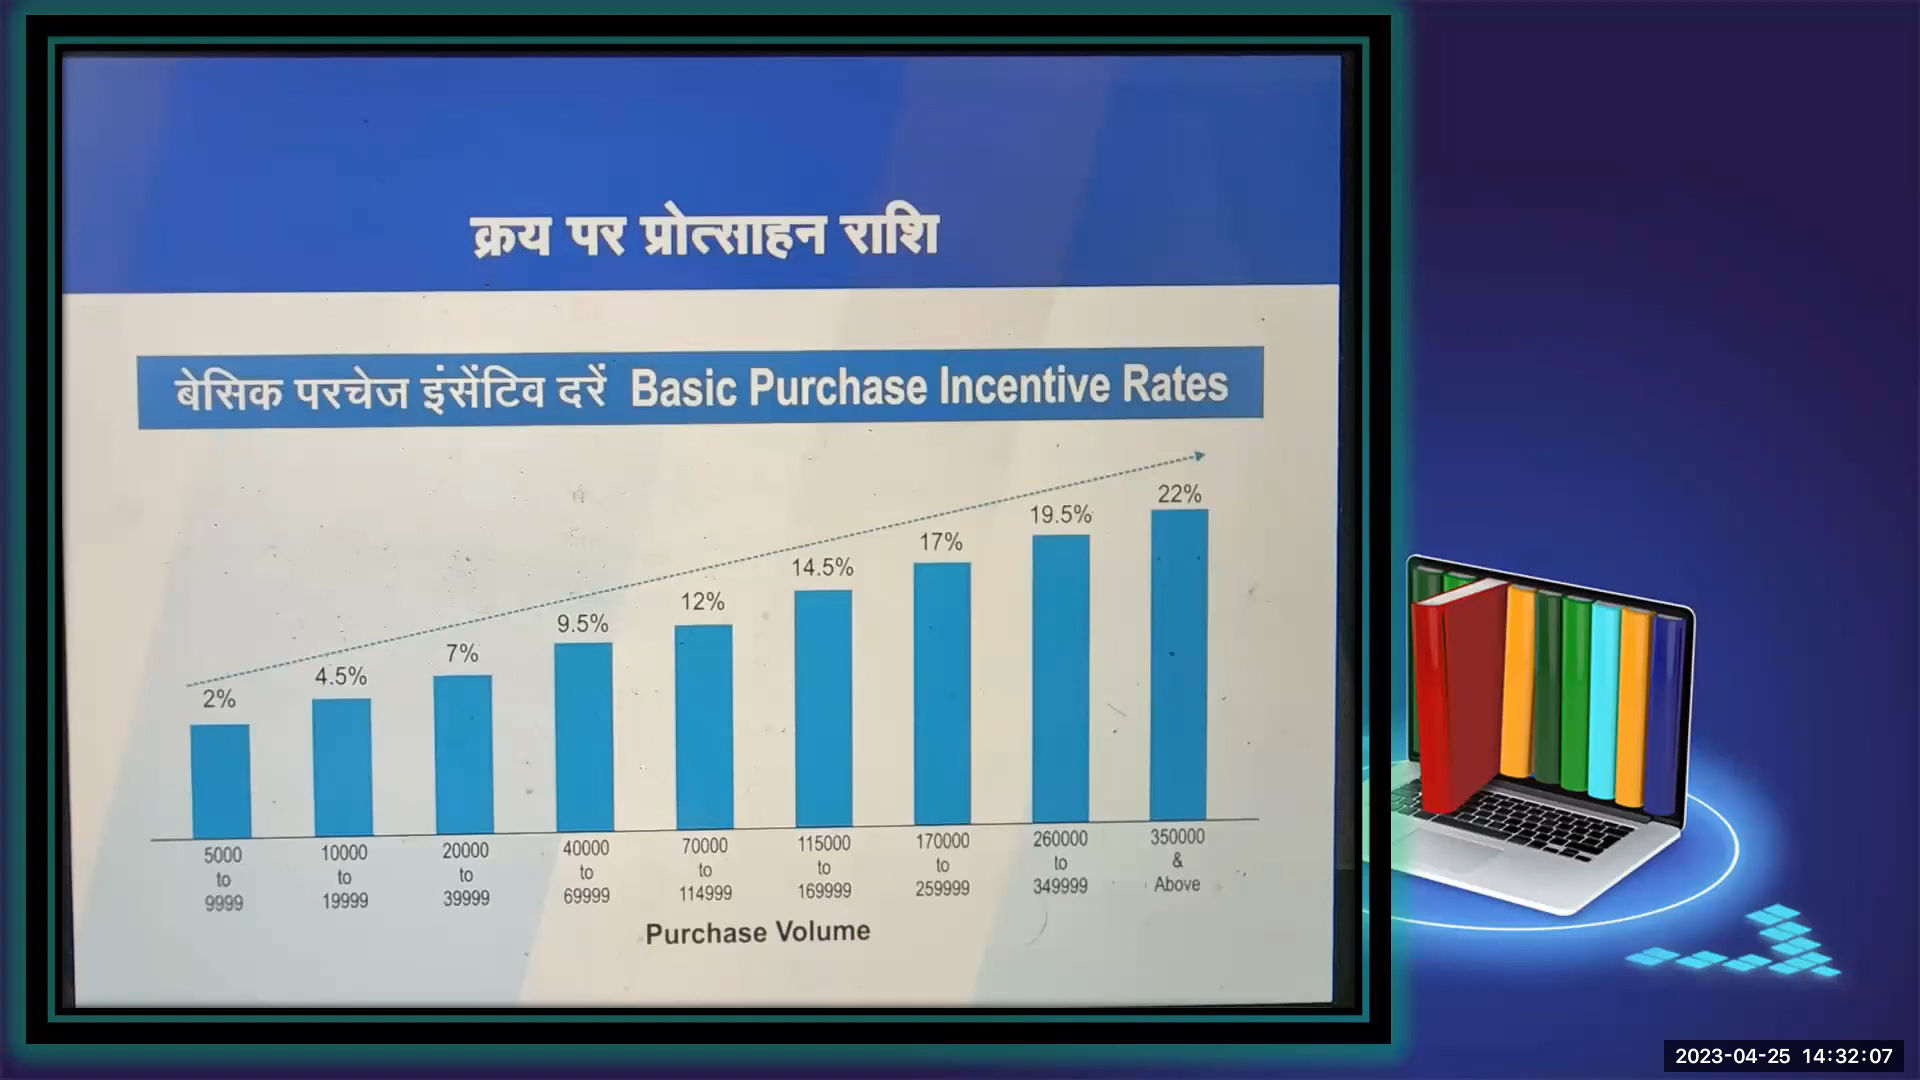 क्रय पर प्रोत्साहन राशि
बेसिक परचेज इंसेंटिव दरें Basic Purchase Incentive Rates
2%
4.5%
7%
9.5%
12%
14.5%
17%
19.5%
22%
5000 to 9999
10000 to 19999
20000 to 39999
40000 to 69999
70000 to 114999
115000 to 169999
170000 to 259999
260000 to 349999
350000 & Above
Purchase Volume
2023-04-25 14:32:07